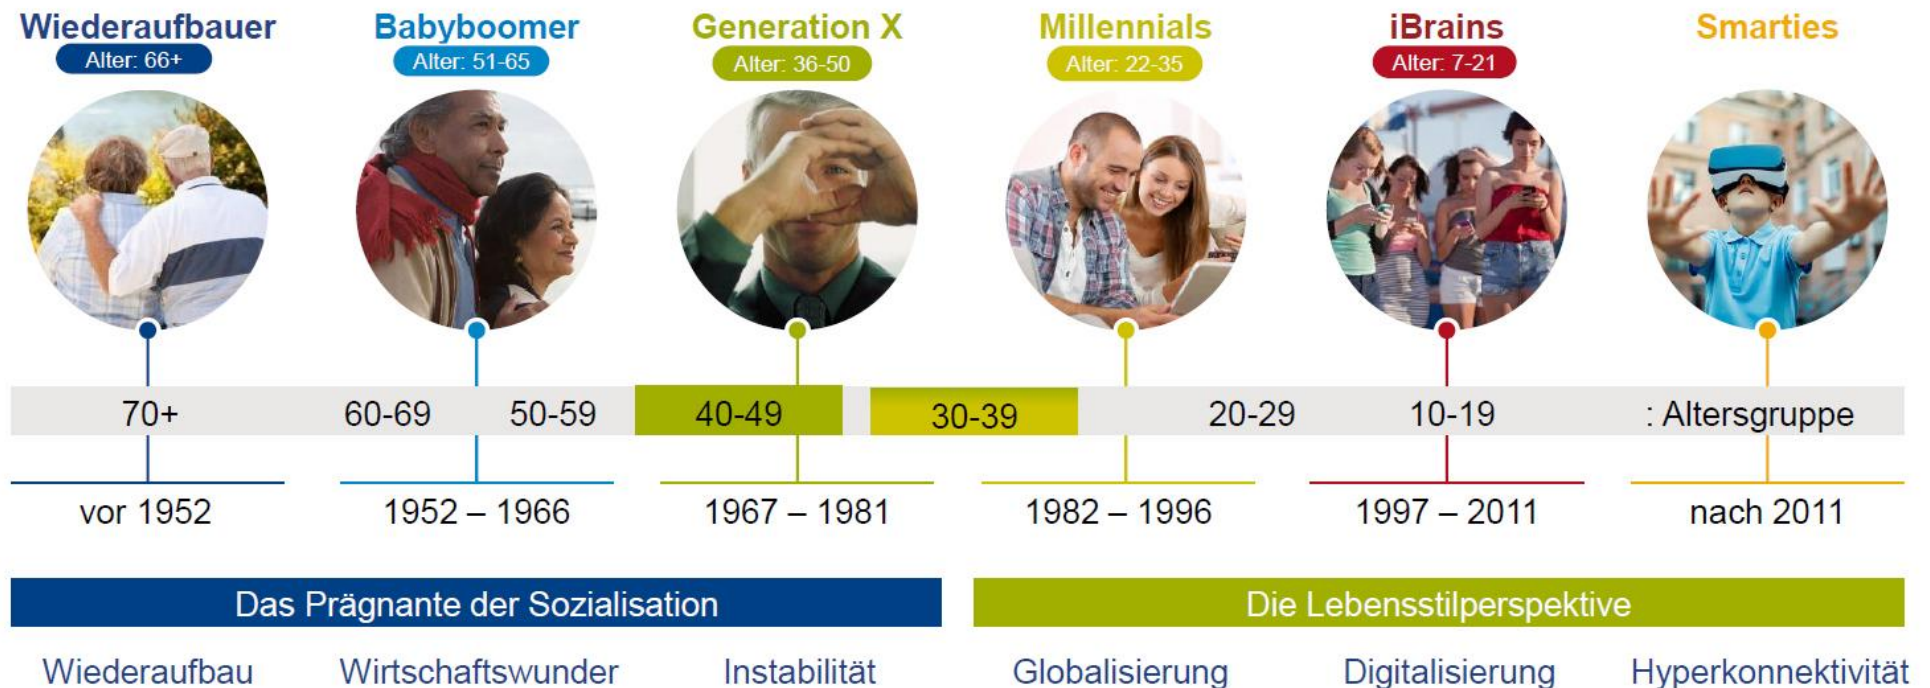 Wiederaufbauer
Babyboomer
Generation X
Millennials
iBrains
Smarties
Alter: 66+
Alter: 51-65
Alter: 36-50
Alter: 22-35
Alter: 7-21
70+
60-69
50-59
40-49
30-39
20-29
10-19
: Altersgruppe
vor 1952
1952 – 1966
1967 – 1981
1982 – 1996
1997 – 2011
nach 2011
Das Prägnante der Sozialisation
Die Lebensstilperspektive
Wiederaufbau
Wirtschaftswunder
Instabilität
Globalisierung
Digitalisierung
Hyperkonnektivität